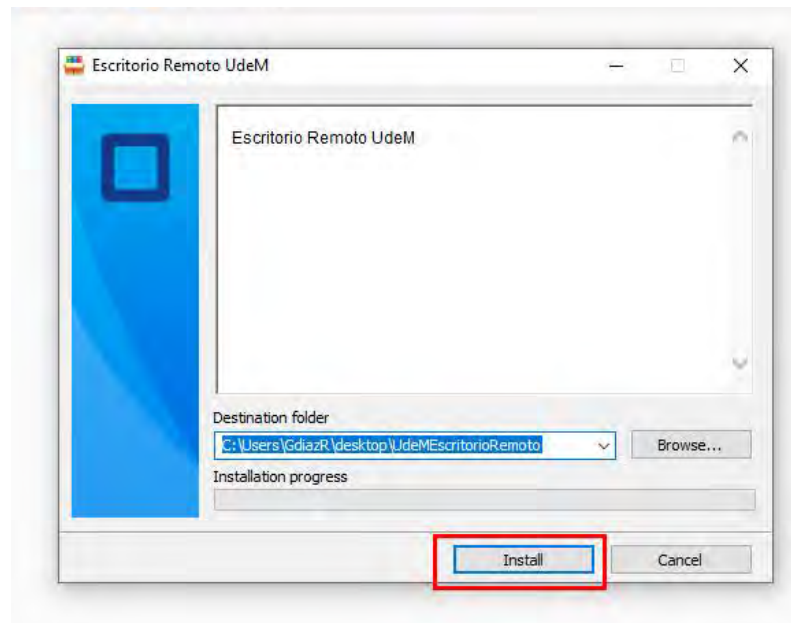 Escritorio Remoto UdeM
Escritorio Remoto UdeM
Destination folder
C:\Users\GdiazR\desktop\UdeMEscritorioRemoto
Browse...
Installation progress
Install
Cancel